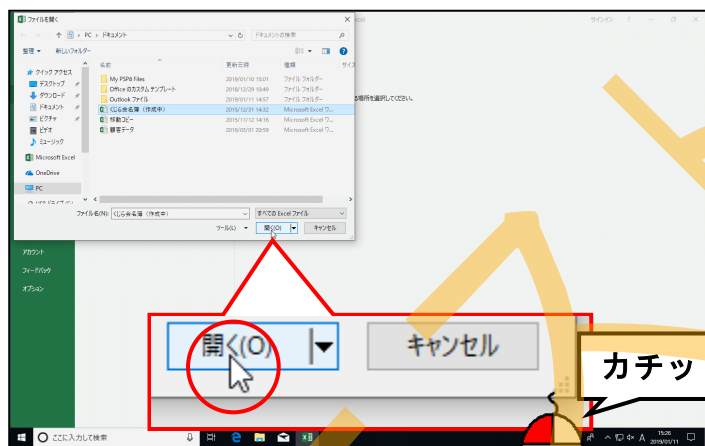 ファイルを開く
excel
サインイン ? ─ □ ×
PC › ドキュメント
ドキュメントの検索
整理 新しいフォルダー
名前 更新日時 種類 サイズ
クイック アクセス
デスクトップ
ダウンロード
ドキュメント
ピクチャ
ビデオ
ミュージック
Microsoft Excel
OneDrive
PC
My PSP8 Files 2019/01/10 15:01 ファイル フォルダー
Office のカスタム テンプレート 2018/12/29 10:49 ファイル フォルダー
Outlook ファイル 2019/01/11 14:57 ファイル フォルダー
くじら会名簿（作成中） 2015/12/31 14:32 Microsoft Excel ワ...
移動コピー 2015/11/12 14:16 Microsoft Excel ワ...
顧客データ 2016/03/01 20:59 Microsoft Excel ワ...
る場所を選択してください。
ファイル名(N): くじら会名簿（作成中） すべての Excel ファイル
ツール(L) 開く(O) キャンセル
アカウント
フィードバック
オプション
開く(O) キャンセル
カチッ
ここに入力して検索
A 15:26
2019/01/11